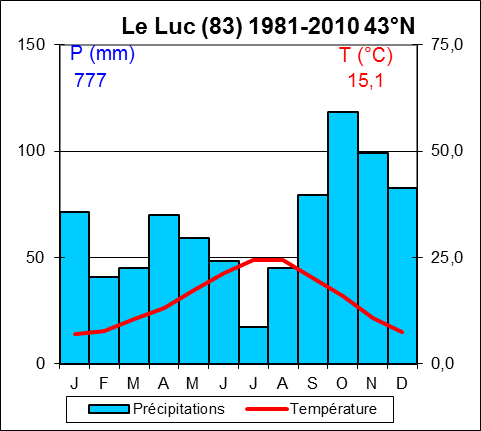 Le Luc (83) 1981-2010 43°N
150 75,0
P (mm) T (°C)
777 15,1
100 50,0
50 25,0
0 0,0
J F M A M J J A S O N D
Précipitations Température